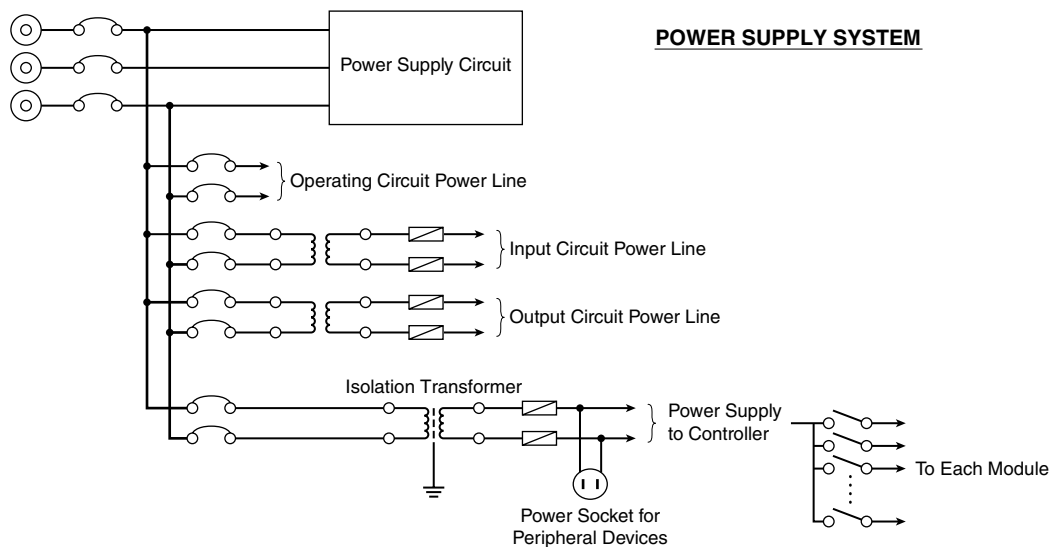 POWER SUPPLY SYSTEM
Power Supply Circuit
Operating Circuit Power Line
Input Circuit Power Line
Output Circuit Power Line
Isolation Transformer
Power Supply
to Controller
To Each Module
Power Socket for
Peripheral Devices